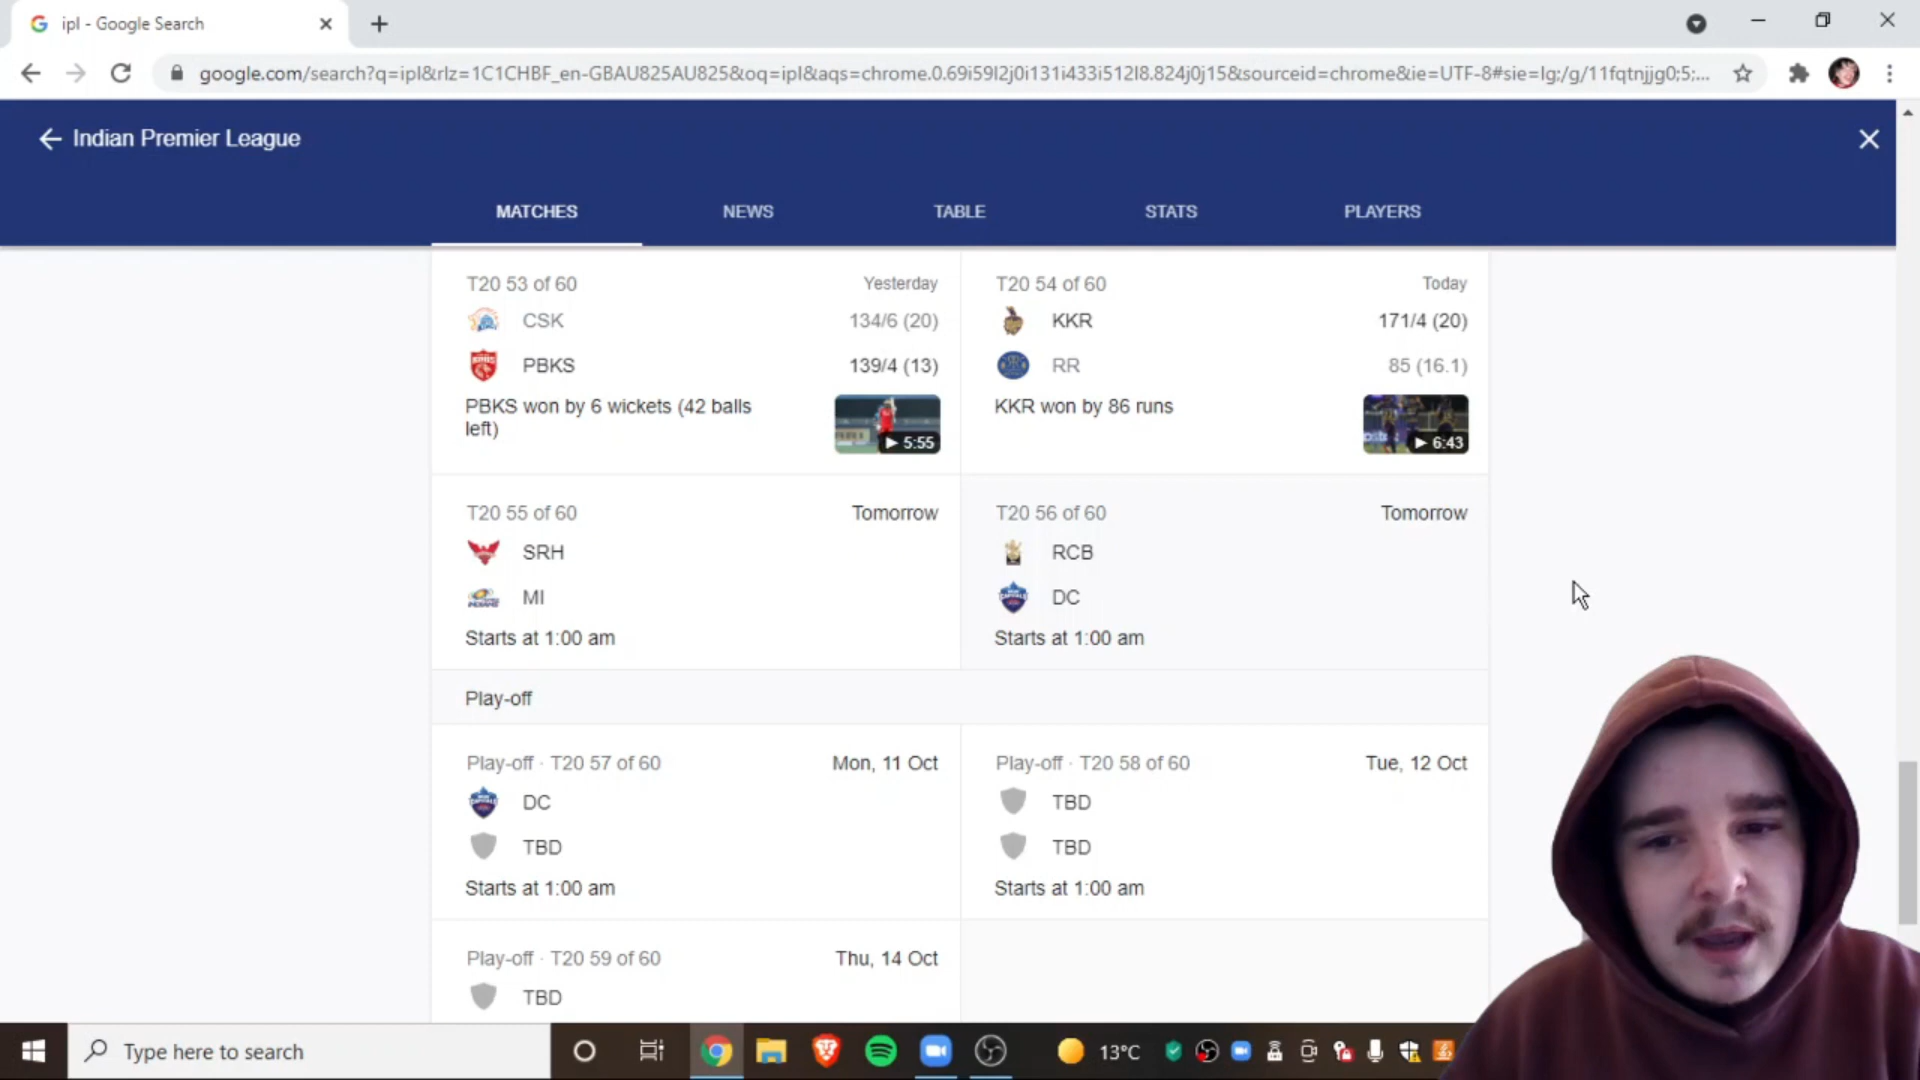 ipl - Google Search
google.com/search?q=ipl&rlz=1C1CHBF_en-GBAU825AU825&oq=ipl&aqs=chrome.0.69i59l2j0i131i433i512l8.824j0j15&sourceid=chrome&ie=UTF-8#sie=lg;/g/11fqtnjjg0;5;...
Indian Premier League
MATCHES NEWS TABLE STATS PLAYERS
T20 53 of 60 Yesterday
CSK 134/6 (20)
PBKS 139/4 (13)
PBKS won by 6 wickets (42 balls
left)
5:55
T20 54 of 60 Today
KKR 171/4 (20)
RR 85 (16.1)
KKR won by 86 runs
6:43
T20 55 of 60 Tomorrow
SRH
MI
Starts at 1:00 am
T20 56 of 60 Tomorrow
RCB
DC
Starts at 1:00 am
Play-off
Play-off · T20 57 of 60 Mon, 11 Oct
DC
TBD
Starts at 1:00 am
Play-off · T20 58 of 60 Tue, 12 Oct
TBD
TBD
Starts at 1:00 am
Play-off · T20 59 of 60 Thu, 14 Oct
TBD
Type here to search
13°C